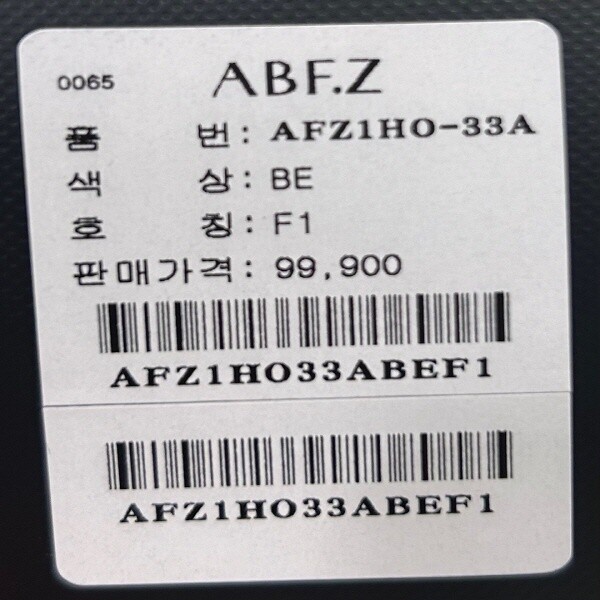 0065 ABF.Z
품 번 : AFZ1HO-33A
색 상 : BE
호 칭 : F1
판매가격 : 99,900
AFZ1HO33ABEF1
AFZ1HO33ABEF1